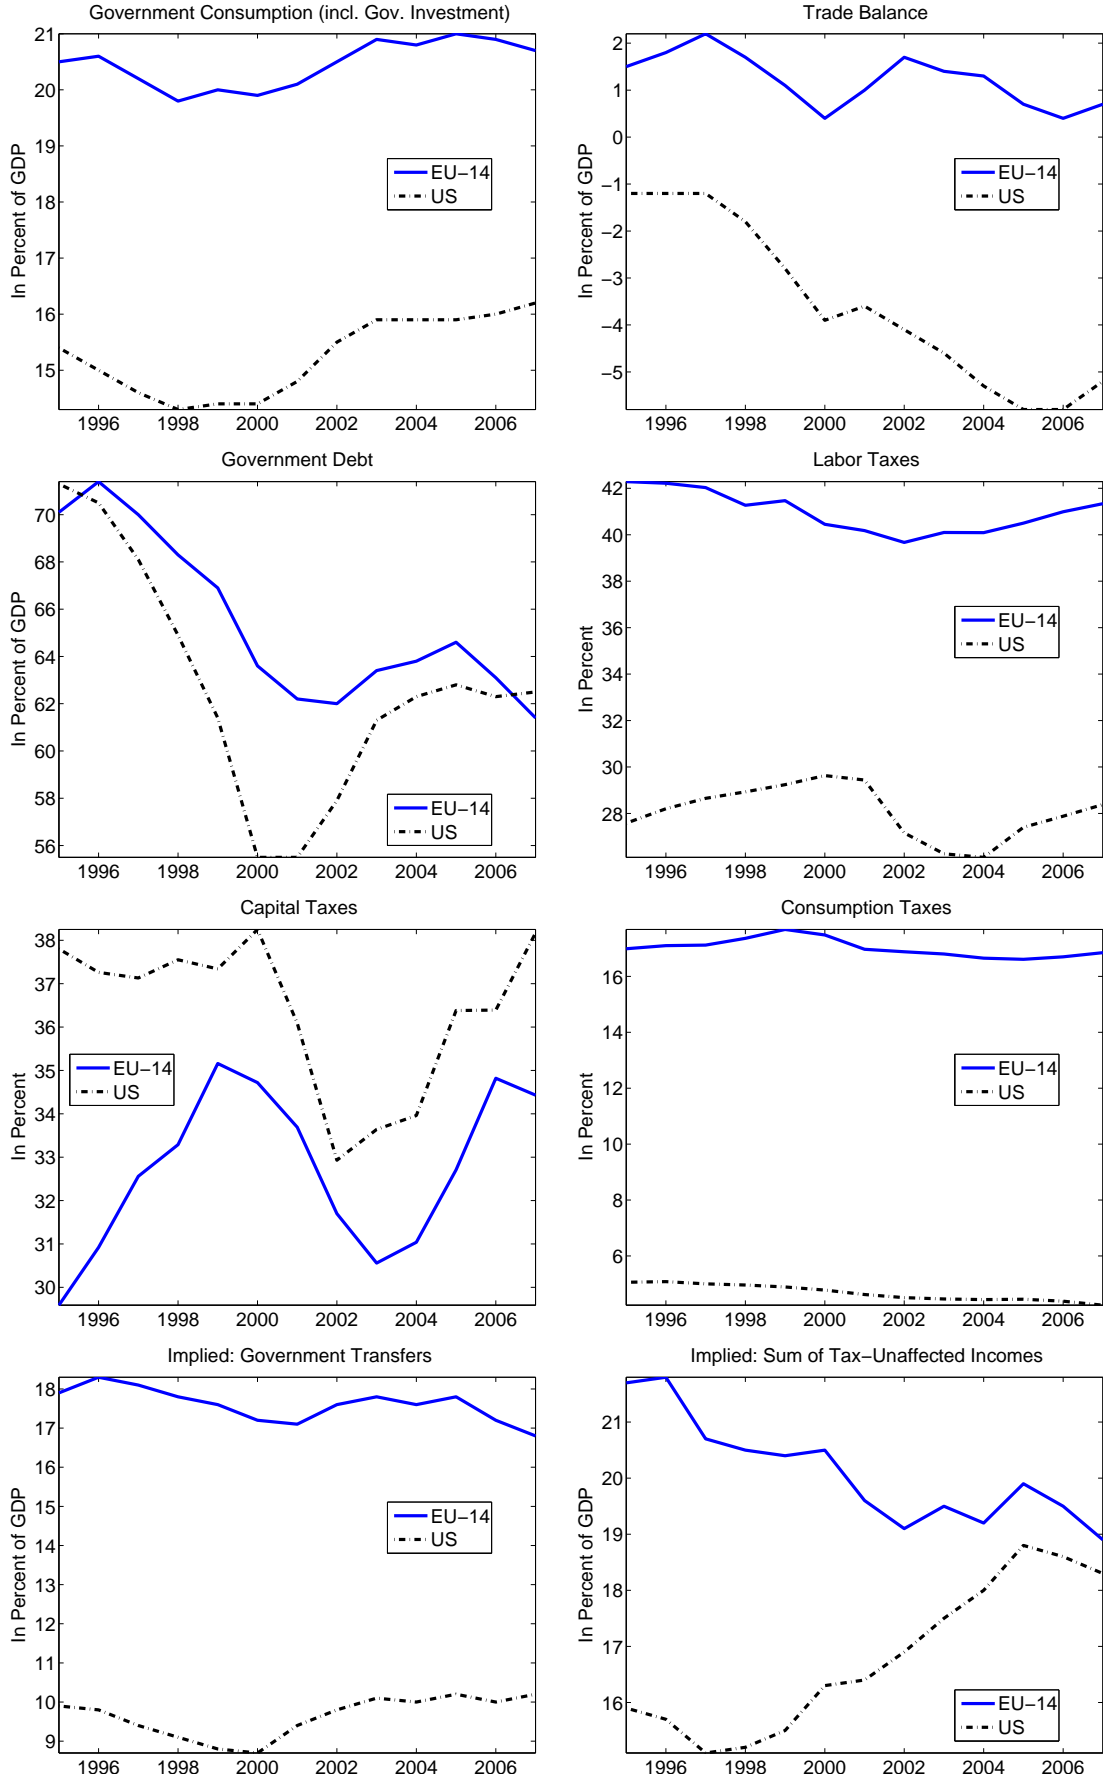 Government Consumption (incl. Gov. Investment)
21
20
19
18
17
16
15
In Percent of GDP
EU−14
US
1996 1998 2000 2002 2004 2006
Trade Balance
2
1
0
−1
−2
−3
−4
−5
In Percent of GDP
EU−14
US
1996 1998 2000 2002 2004 2006
Government Debt
70
68
66
64
62
60
58
56
In Percent of GDP
EU−14
US
1996 1998 2000 2002 2004 2006
Labor Taxes
42
40
38
36
34
32
30
28
In Percent
EU−14
US
1996 1998 2000 2002 2004 2006
Capital Taxes
38
37
36
35
34
33
32
31
30
In Percent
EU−14
US
1996 1998 2000 2002 2004 2006
Consumption Taxes
16
14
12
10
8
6
In Percent
EU−14
US
1996 1998 2000 2002 2004 2006
Implied: Government Transfers
18
17
16
15
14
13
12
11
10
9
In Percent of GDP
EU−14
US
1996 1998 2000 2002 2004 2006
Implied: Sum of Tax−Unaffected Incomes
21
20
19
18
17
16
In Percent of GDP
EU−14
US
1996 1998 2000 2002 2004 2006